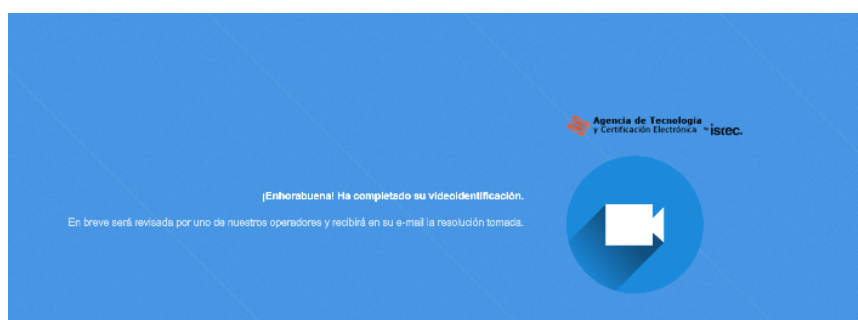 Agencia de Tecnología
y Certificación Electrónica by istec.
¡Enhorabuena! Ha completado su videoidentificación.
En breve será revisada por uno de nuestros operadores y recibirá en su e-mail la resolución tomada.